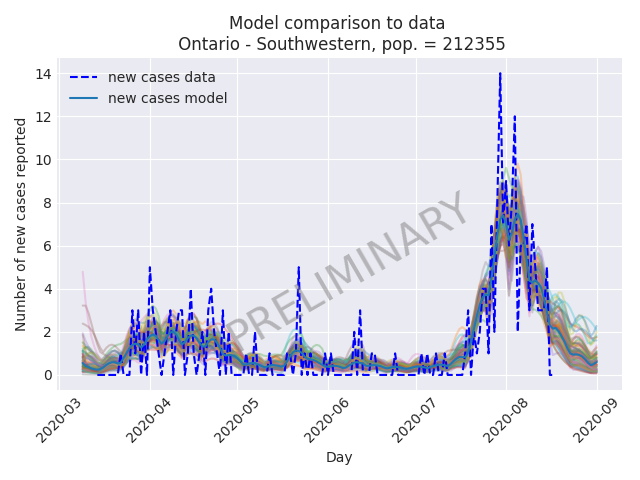 Model comparison to data
Ontario - Southwestern, pop. = 212355
new cases data
new cases model
PRELIMINARY
Number of new cases reported
14
12
10
8
6
4
2
0
2020-03
2020-04
2020-05
2020-06
2020-07
2020-08
2020-09
Day